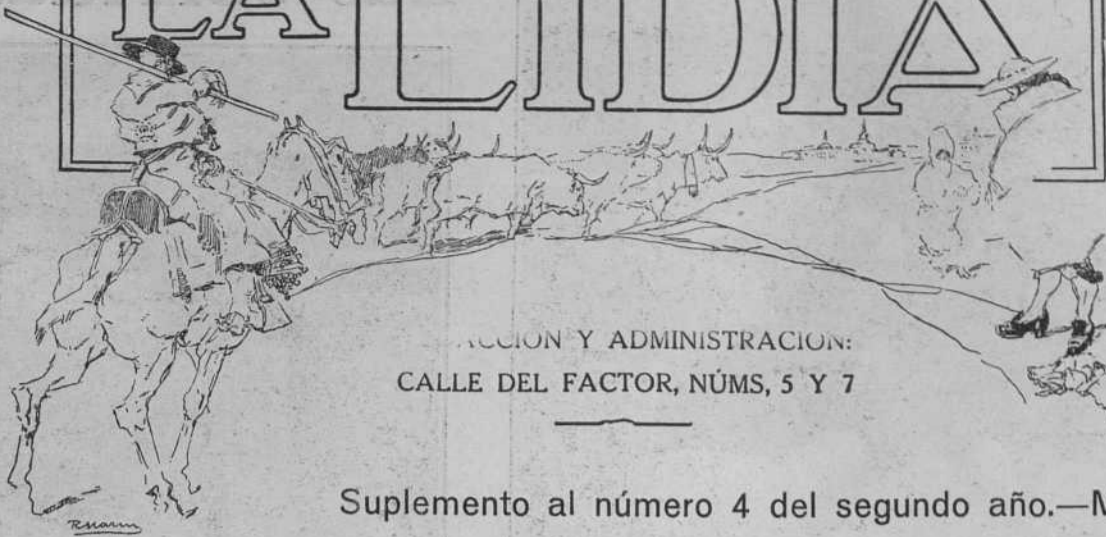 LA LIDIA
Y ADMINISTRACION:
CALLE DEL FACTOR, NÚMS, 5 Y 7
Suplemento al número 4 del segundo año.—M